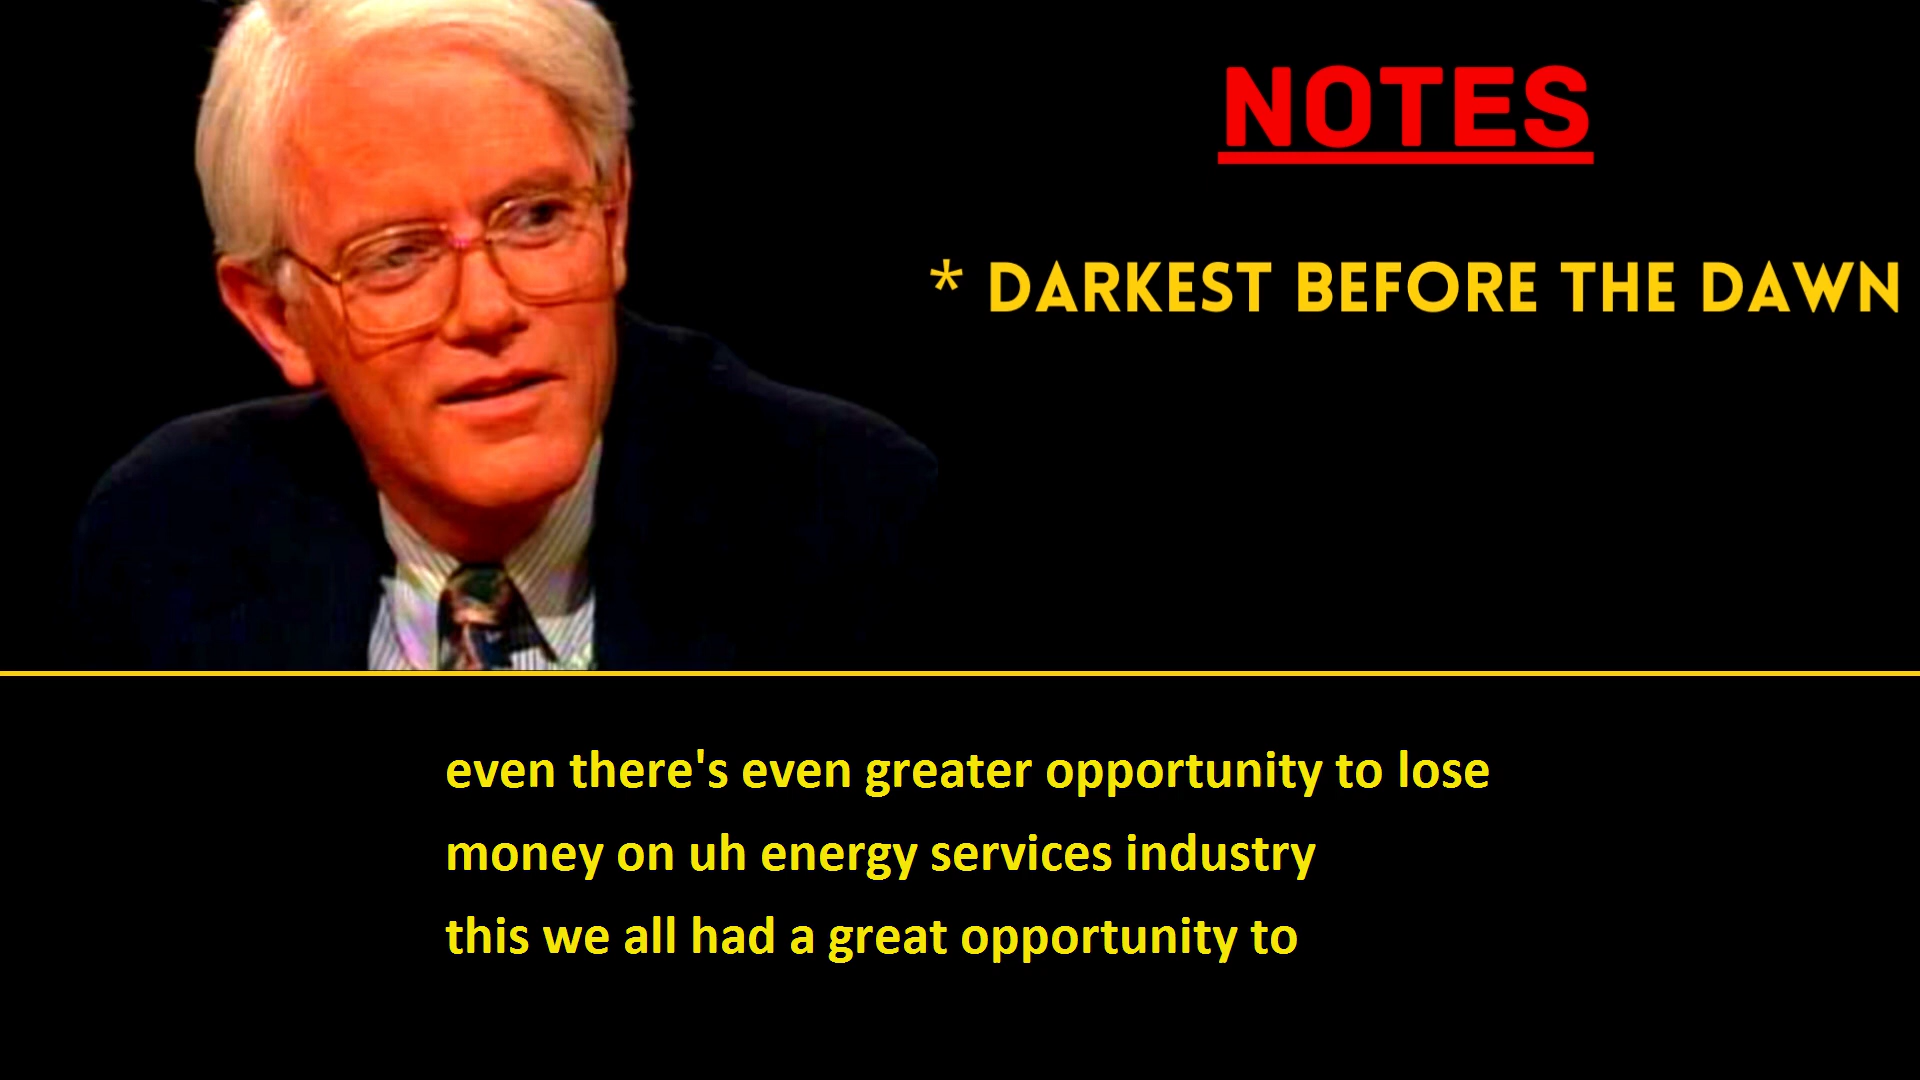 NOTES
* DARKEST BEFORE THE DAWN
even there's even greater opportunity to lose
money on uh energy services industry
this we all had a great opportunity to